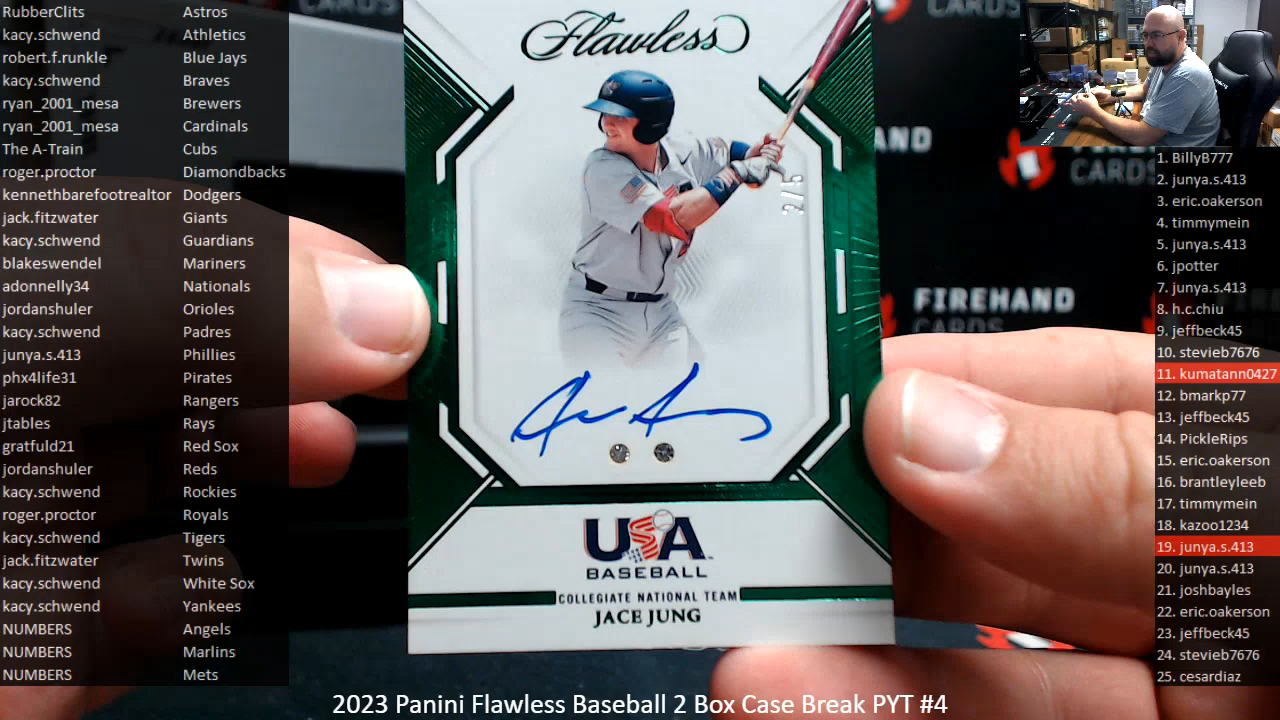 RubberClits Astros
kacy.schwend Athletics
robert.f.runkle Blue Jays
kacy.schwend Braves
ryan_2001_mesa Brewers
ryan_2001_mesa Cardinals
The A-Train Cubs
roger.proctor Diamondbacks
kennethbarefootrealtor Dodgers
jack.fitzwater Giants
kacy.schwend Guardians
blakeswendel Mariners
adonnelly34 Nationals
jordanshuler Orioles
kacy.schwend Padres
junya.s.413 Phillies
phx4life31 Pirates
jarock82 Rangers
jtables Rays
gratfuld21 Red Sox
jordanshuler Reds
kacy.schwend Rockies
roger.proctor Royals
kacy.schwend Tigers
jack.fitzwater Twins
kacy.schwend White Sox
kacy.schwend Yankees
NUMBERS Angels
NUMBERS Marlins
NUMBERS Mets
Flawless
USA
BASEBALL
COLLEGIATE NATIONAL TEAM
JACE JUNG
CARDS
CARDS
FIREHAND
CARDS
1. BillyB777
2. junya.s.413
3. eric.oakerson
4. timmymein
5. junya.s.413
6. jpotter
7. junya.s.413
8. h.c.chiu
9. jeffbeck45
10. stevieb7676
11. kumatann0427
12. bmarkp77
13. jeffbeck45
14. PickleRips
15. eric.oakerson
16. brantleyleeb
17. timmymein
18. kazoo1234
19. junya.s.413
20. junya.s.413
21. joshbayles
22. eric.oakerson
23. jeffbeck45
24. stevieb7676
25. cesardiaz
2023 Panini Flawless Baseball 2 Box Case Break PYT #4